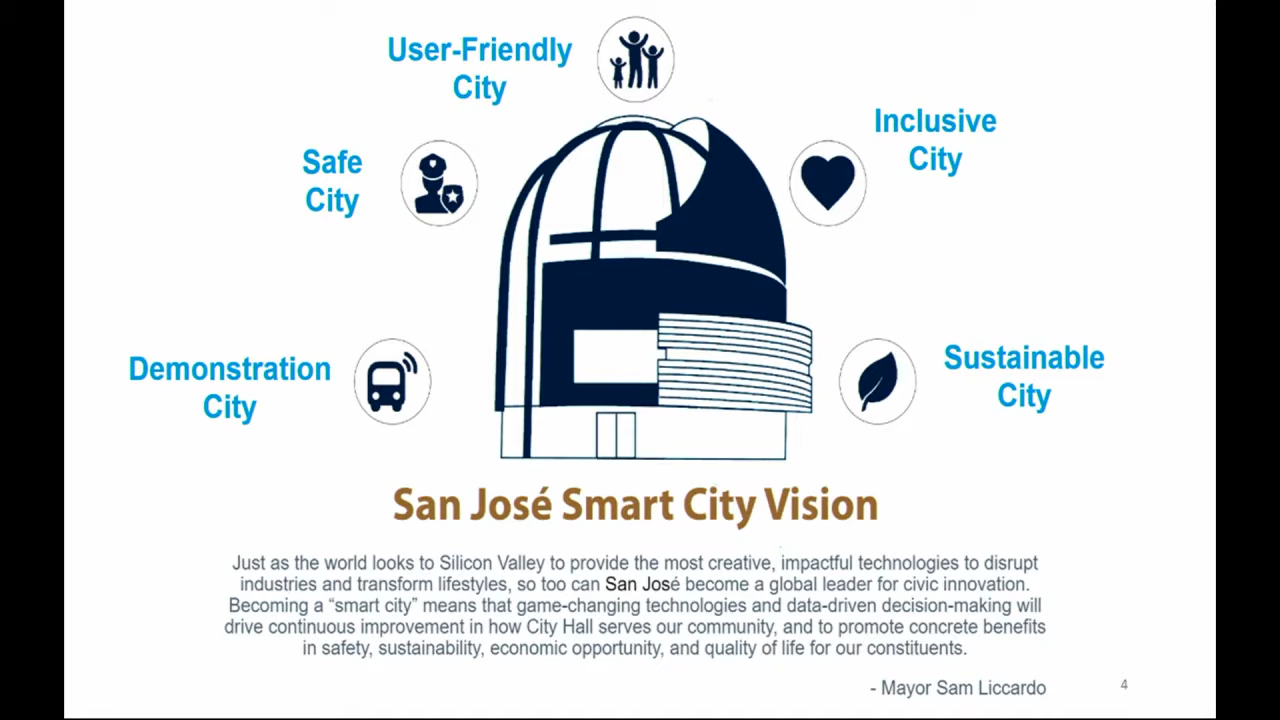 User-Friendly
City
Inclusive
City
Safe
City
Demonstration
City
Sustainable
City
San José Smart City Vision
Just as the world looks to Silicon Valley to provide the most creative, impactful technologies to disrupt
industries and transform lifestyles, so too can San José become a global leader for civic innovation.
Becoming a “smart city” means that game-changing technologies and data-driven decision-making will
drive continuous improvement in how City Hall serves our community, and to promote concrete benefits
in safety, sustainability, economic opportunity, and quality of life for our constituents.
- Mayor Sam Liccardo
4